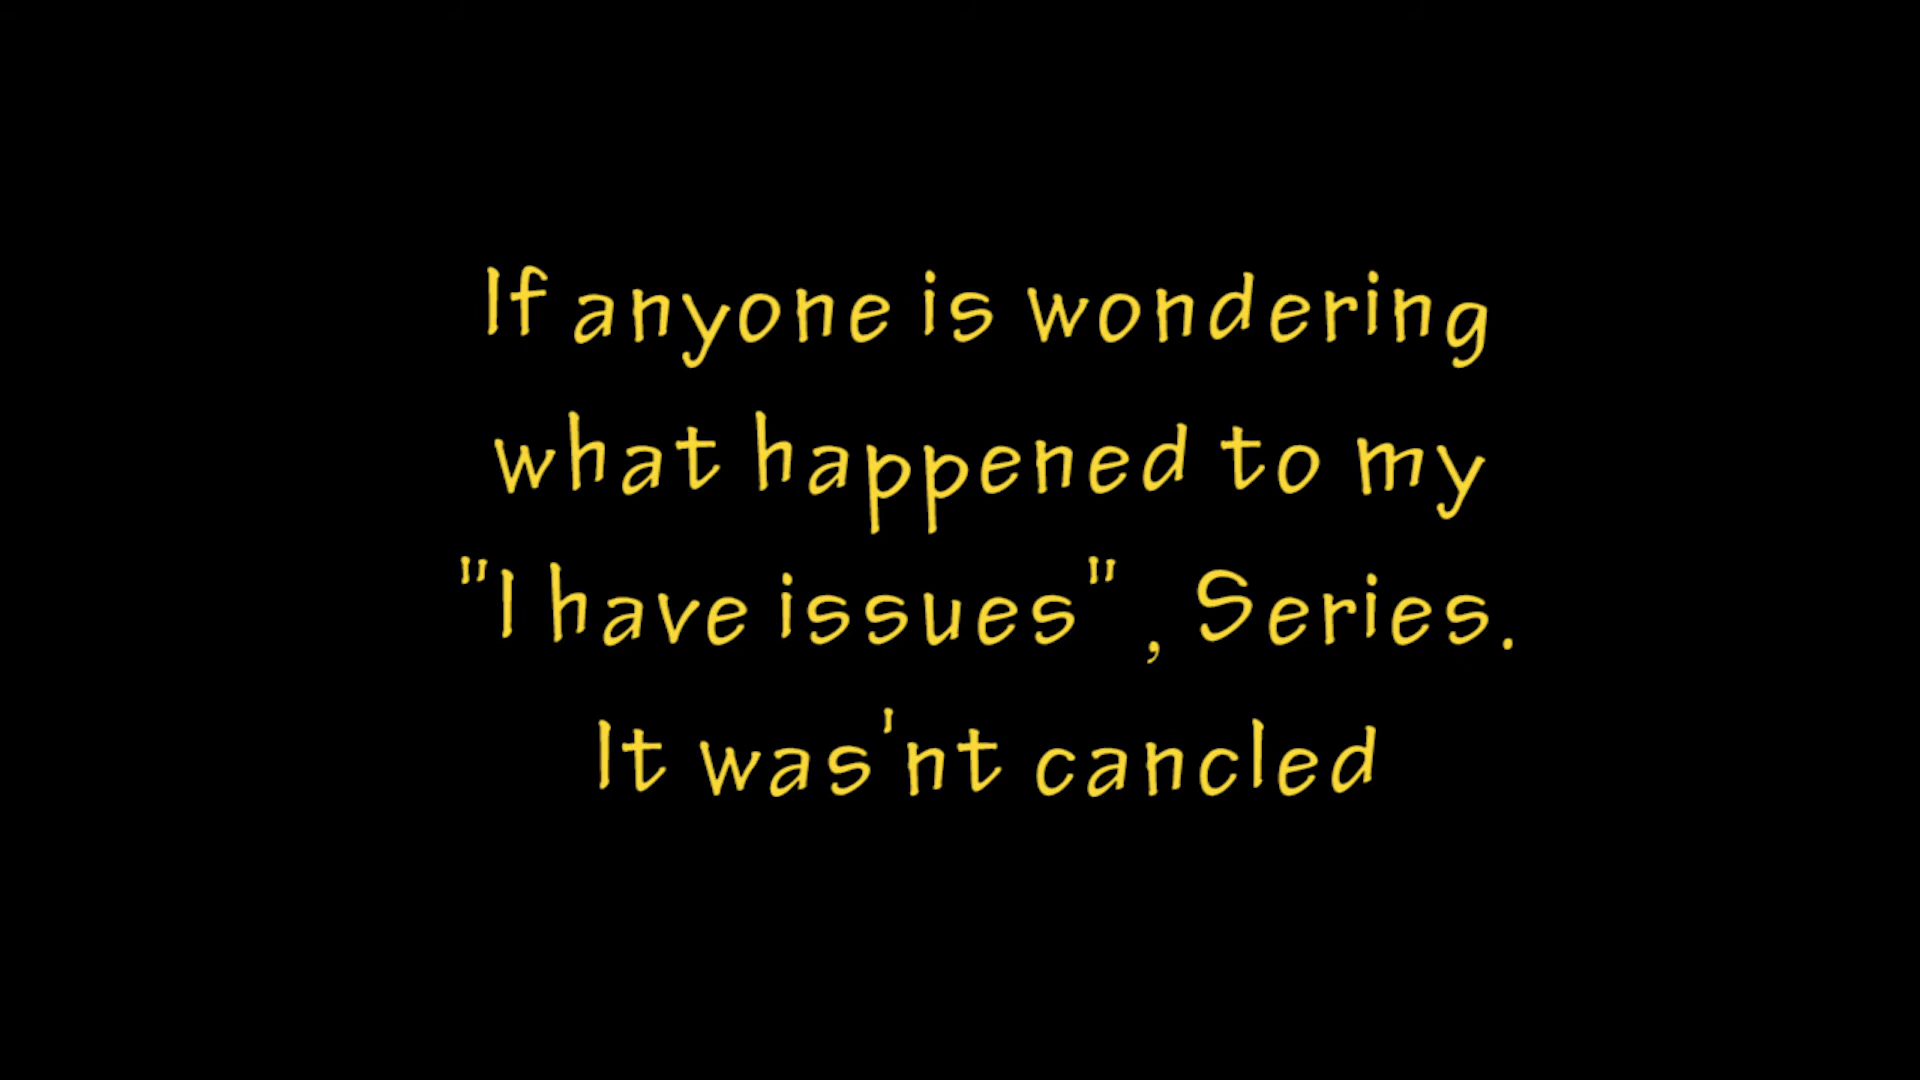 If anyone is wondering
what happened to my
"I have issues" , Series.
It was'nt cancled